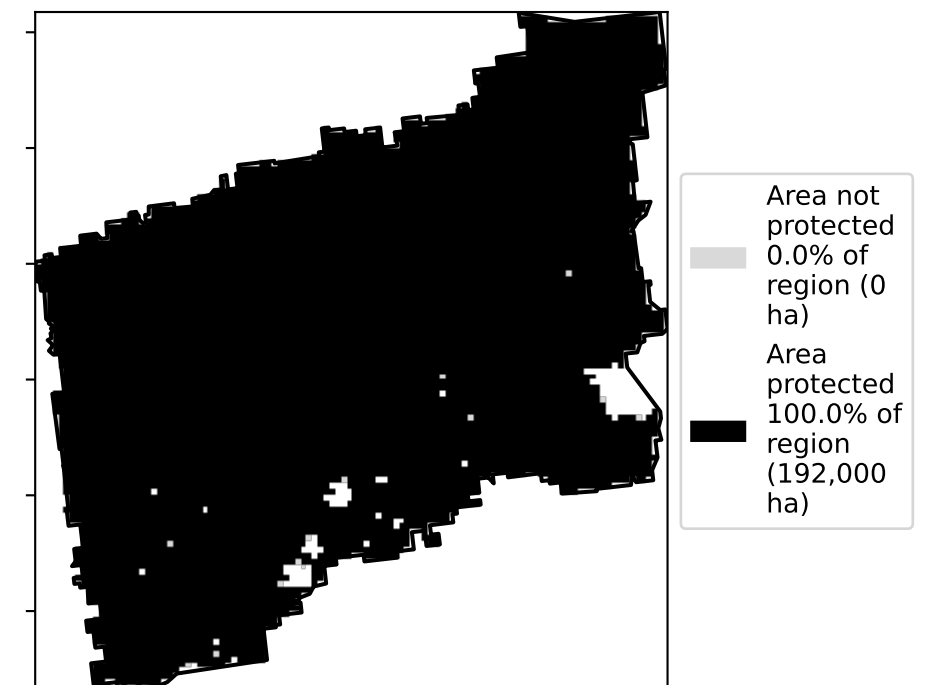 Area not
protected
0.0% of
region (0
ha)
Area
protected
100.0% of
region
(192,000
ha)